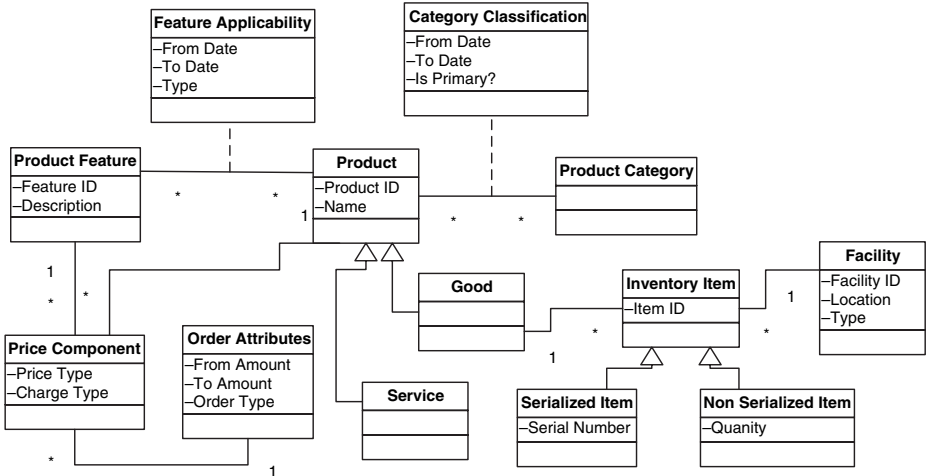 Feature Applicability
–From Date
–To Date
–Type
Category Classification
–From Date
–To Date
–Is Primary?
Product Feature
–Feature ID
–Description
Product
–Product ID
–Name
Product Category
*
*
1
*
*
1
*
*
Good
Inventory Item
–Item ID
Facility
–Facility ID
–Location
–Type
1
*
*
1
Price Component
–Price Type
–Charge Type
Order Attributes
–From Amount
–To Amount
–Order Type
Service
Serialized Item
–Serial Number
Non Serialized Item
–Quanity
*
1